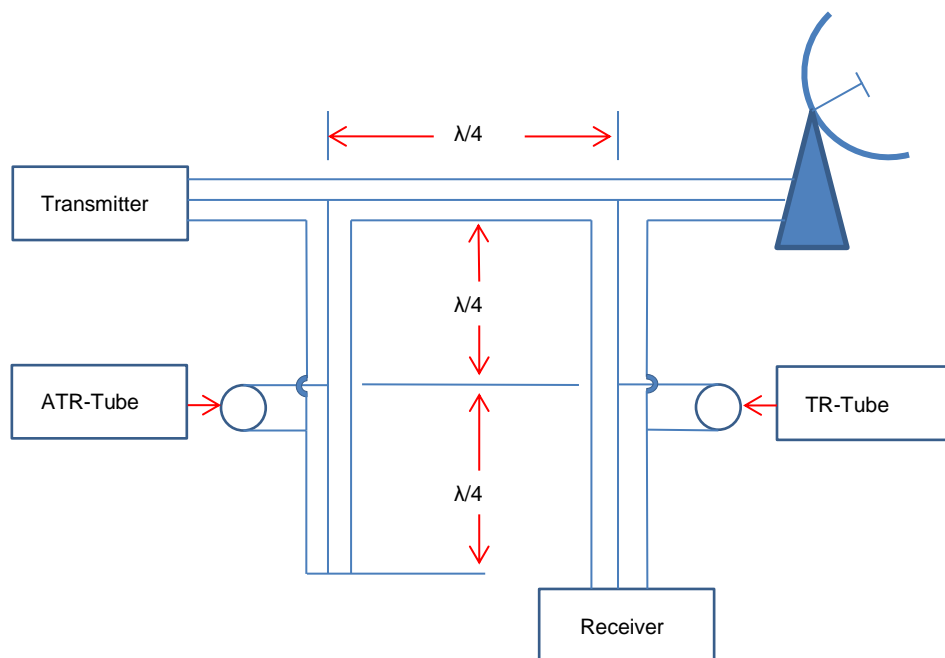 λ/4
Transmitter
λ/4
ATR-Tube
TR-Tube
λ/4
Receiver